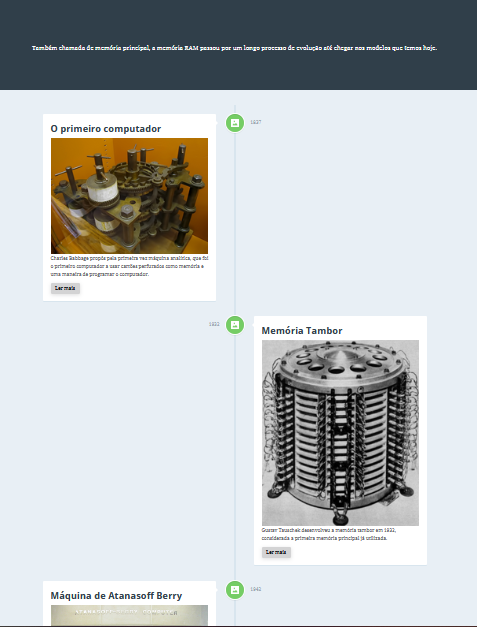 Também chamada de memória principal, a memória RAM passou por um longo processo de evolução até chegar nos modelos que temos hoje.
O primeiro computador
1837
Charles Babbage propôs pela primeira vez máquina analítica, que foi
o primeiro computador a usar cartões perfurados como memória e
uma maneira de programar o computador.
Ler mais
1932
Memória Tambor
Gustav Tauschek desenvolveu a memória tambor em 1932,
considerada a primeira memória principal já utilizada.
Ler mais
Máquina de Atanasoff Berry
1942